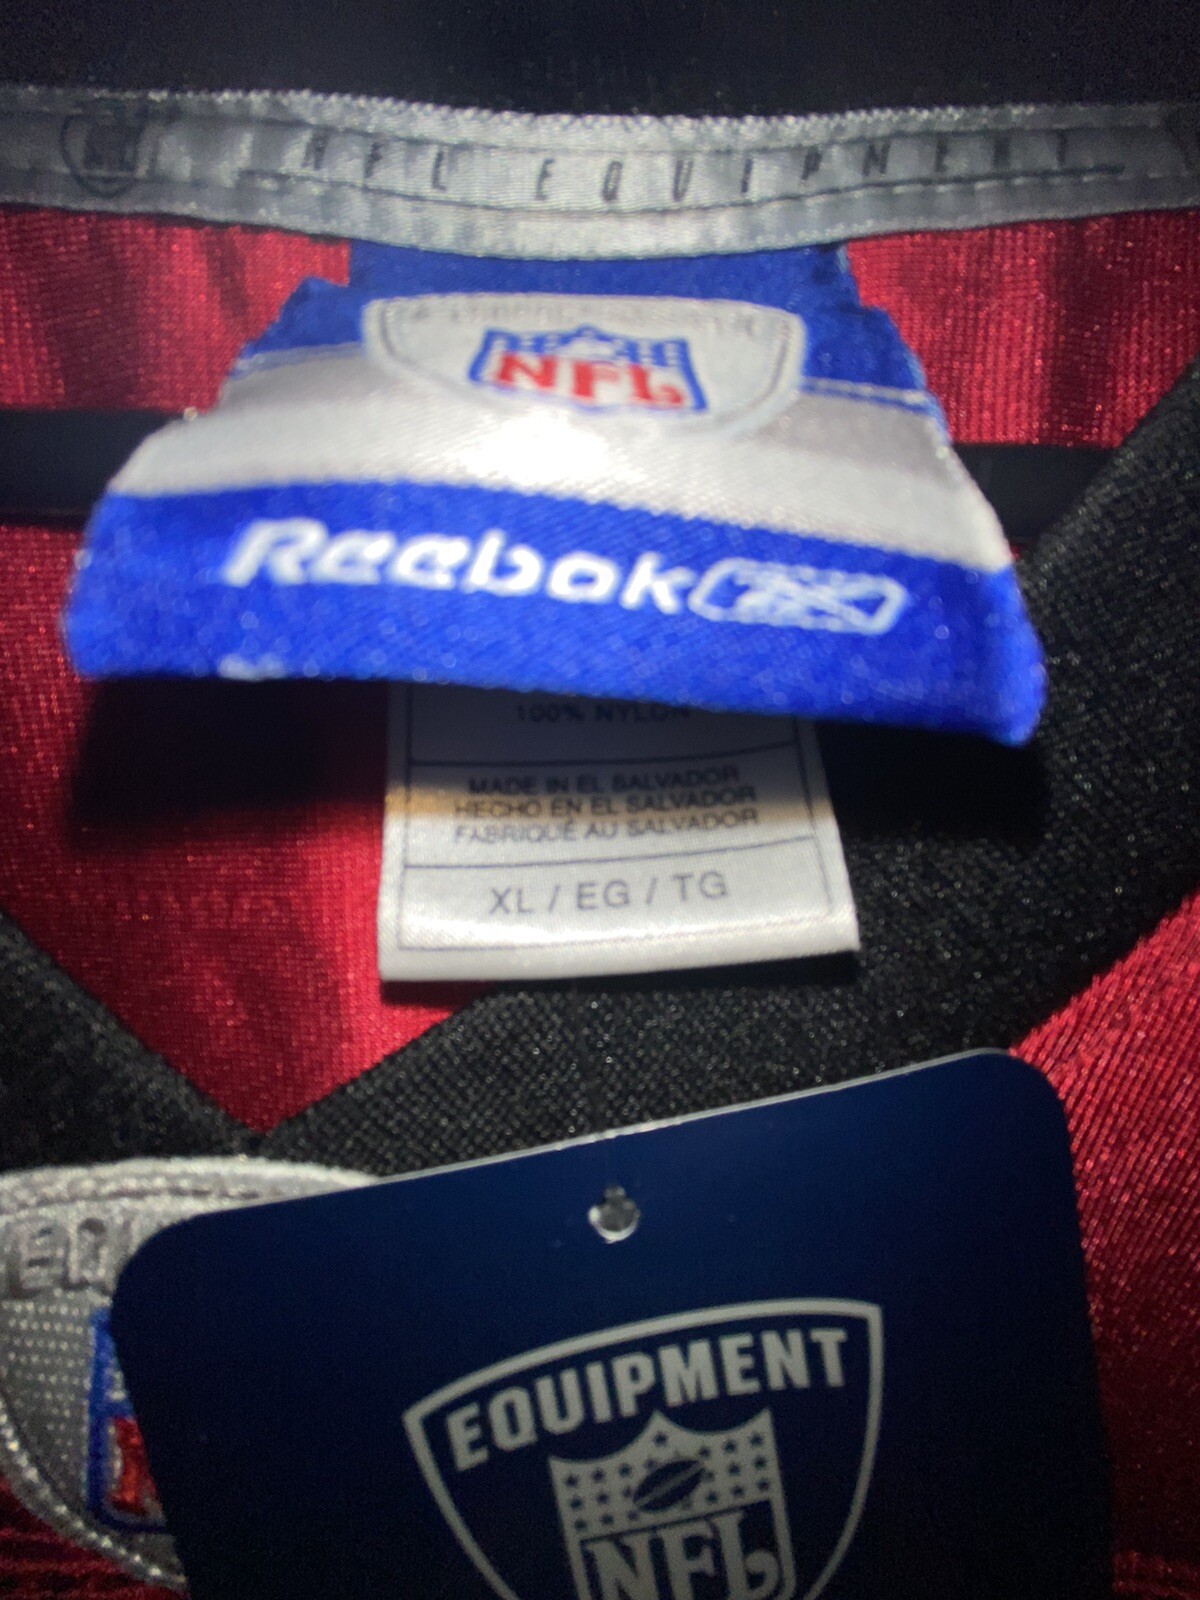 NFL EQUIPMENT
NFL
Reebok
100% NYLON
MADE IN EL SALVADOR
HECHO EN EL SALVADOR
FABRIQUÉ AU SALVADOR
XL / EG / TG
EQUIPMENT
NFL